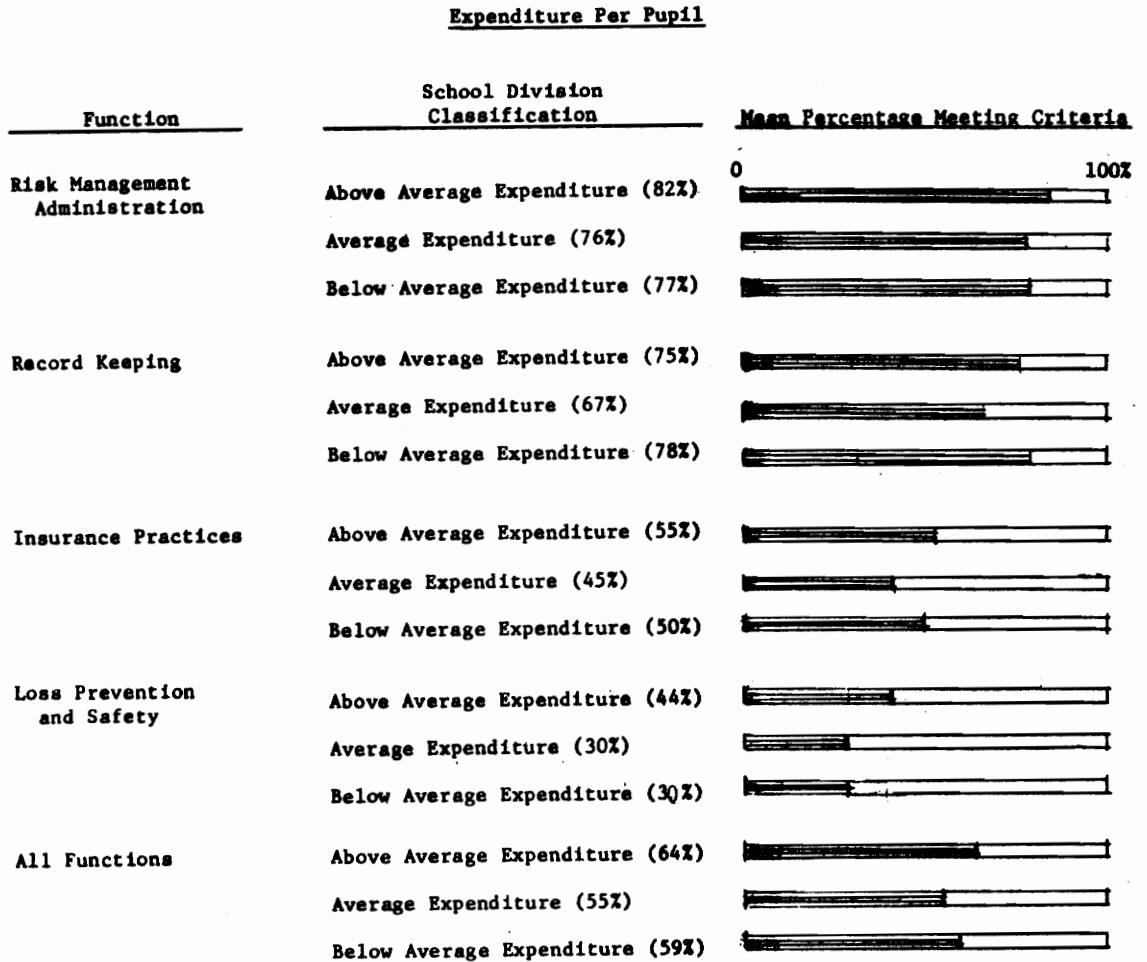 Expenditure Per Pupil
School Division
Function Classification Mean Percentage Meeting Criteria
0 100%
Risk Management Above Average Expenditure (82%)
Administration
Average Expenditure (76%)
Below Average Expenditure (77%)
Record Keeping Above Average Expenditure (75%)
Average Expenditure (67%)
Below Average Expenditure (78%)
Insurance Practices Above Average Expenditure (55%)
Average Expenditure (45%)
Below Average Expenditure (50%)
Loss Prevention Above Average Expenditure (44%)
and Safety
Average Expenditure (30%)
Below Average Expenditure (30%)
All Functions Above Average Expenditure (64%)
Average Expenditure (55%)
Below Average Expenditure (59%)